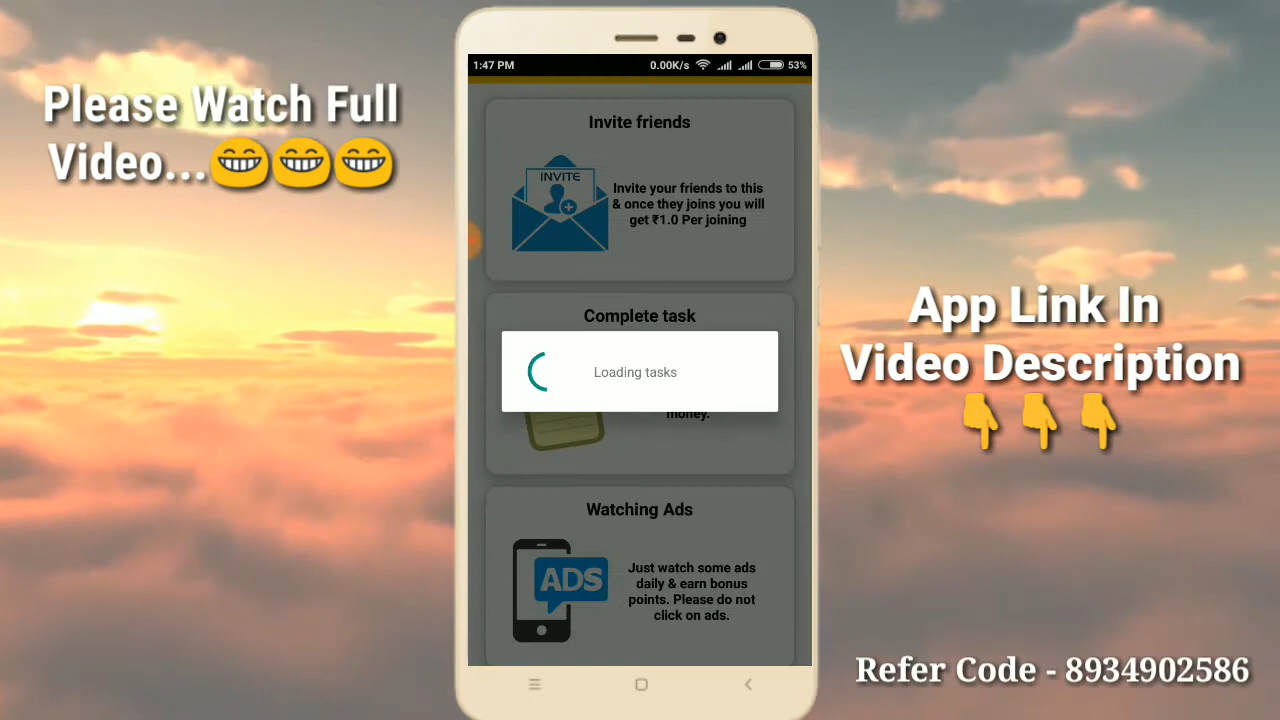 Please Watch Full
Video...😁😁😁
1:47 PM
0.00K/s
53%
Invite friends
INVITE
Invite your friends to this
& once they joins you will
get ₹1.0 Per joining
Complete task
Loading tasks
money.
Watching Ads
ADS
Just watch some ads
daily & earn bonus
points. Please do not
click on ads.
App Link In
Video Description
👇👇👇
Refer Code - 8934902586